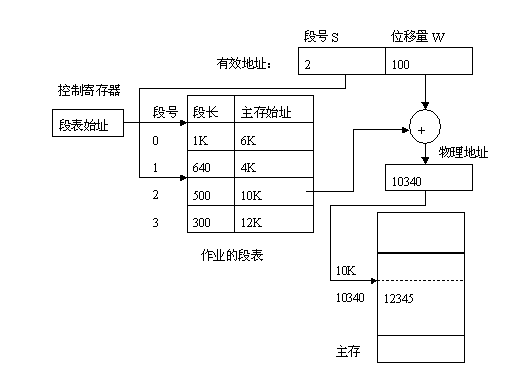 段号 S 位移量 W
有效地址： 2 100
控制寄存器
段表始址
段号 段长 主存始址
0 1K 6K
1 640 4K
2 500 10K
3 300 12K
作业的段表
+
物理地址
10340
10K
10340 12345
主存